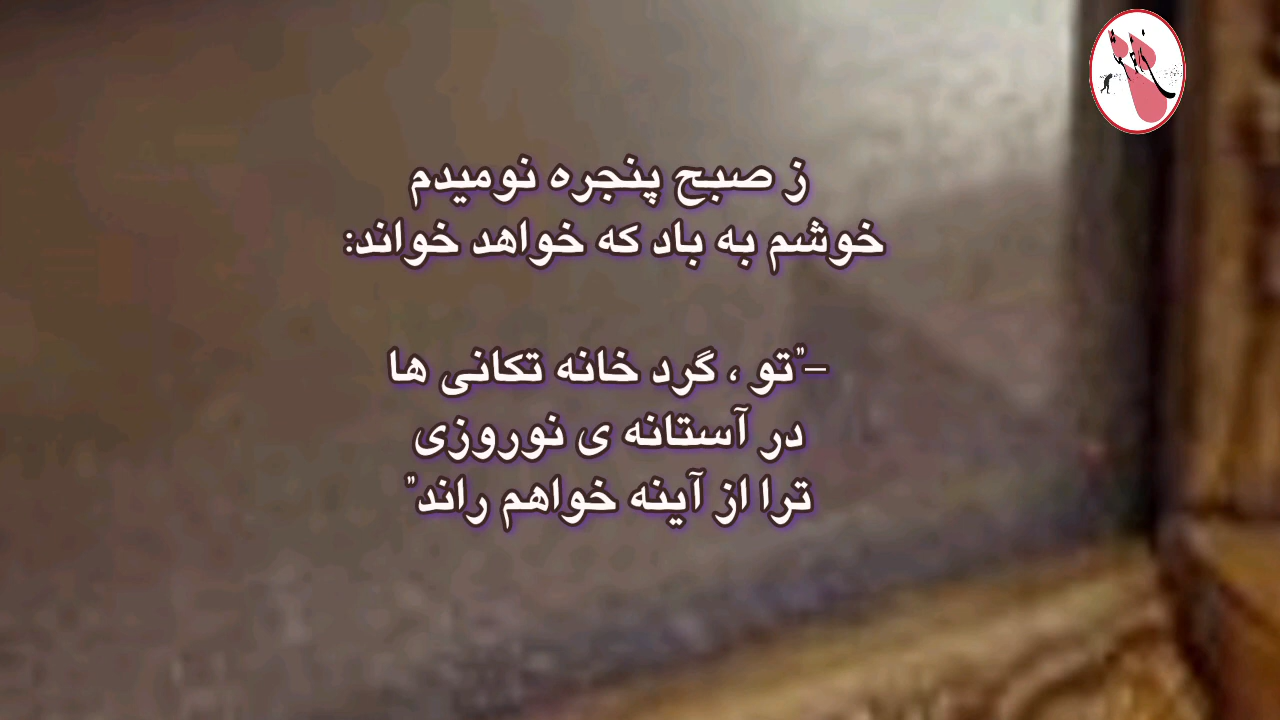 ز صبح پنجره نومیدم
خوشم به باد که خواهد خواند:
–"تو ، گرد خانه تکانی ها
در آستانه ی نوروزی
ترا از آینه خواهم راند"